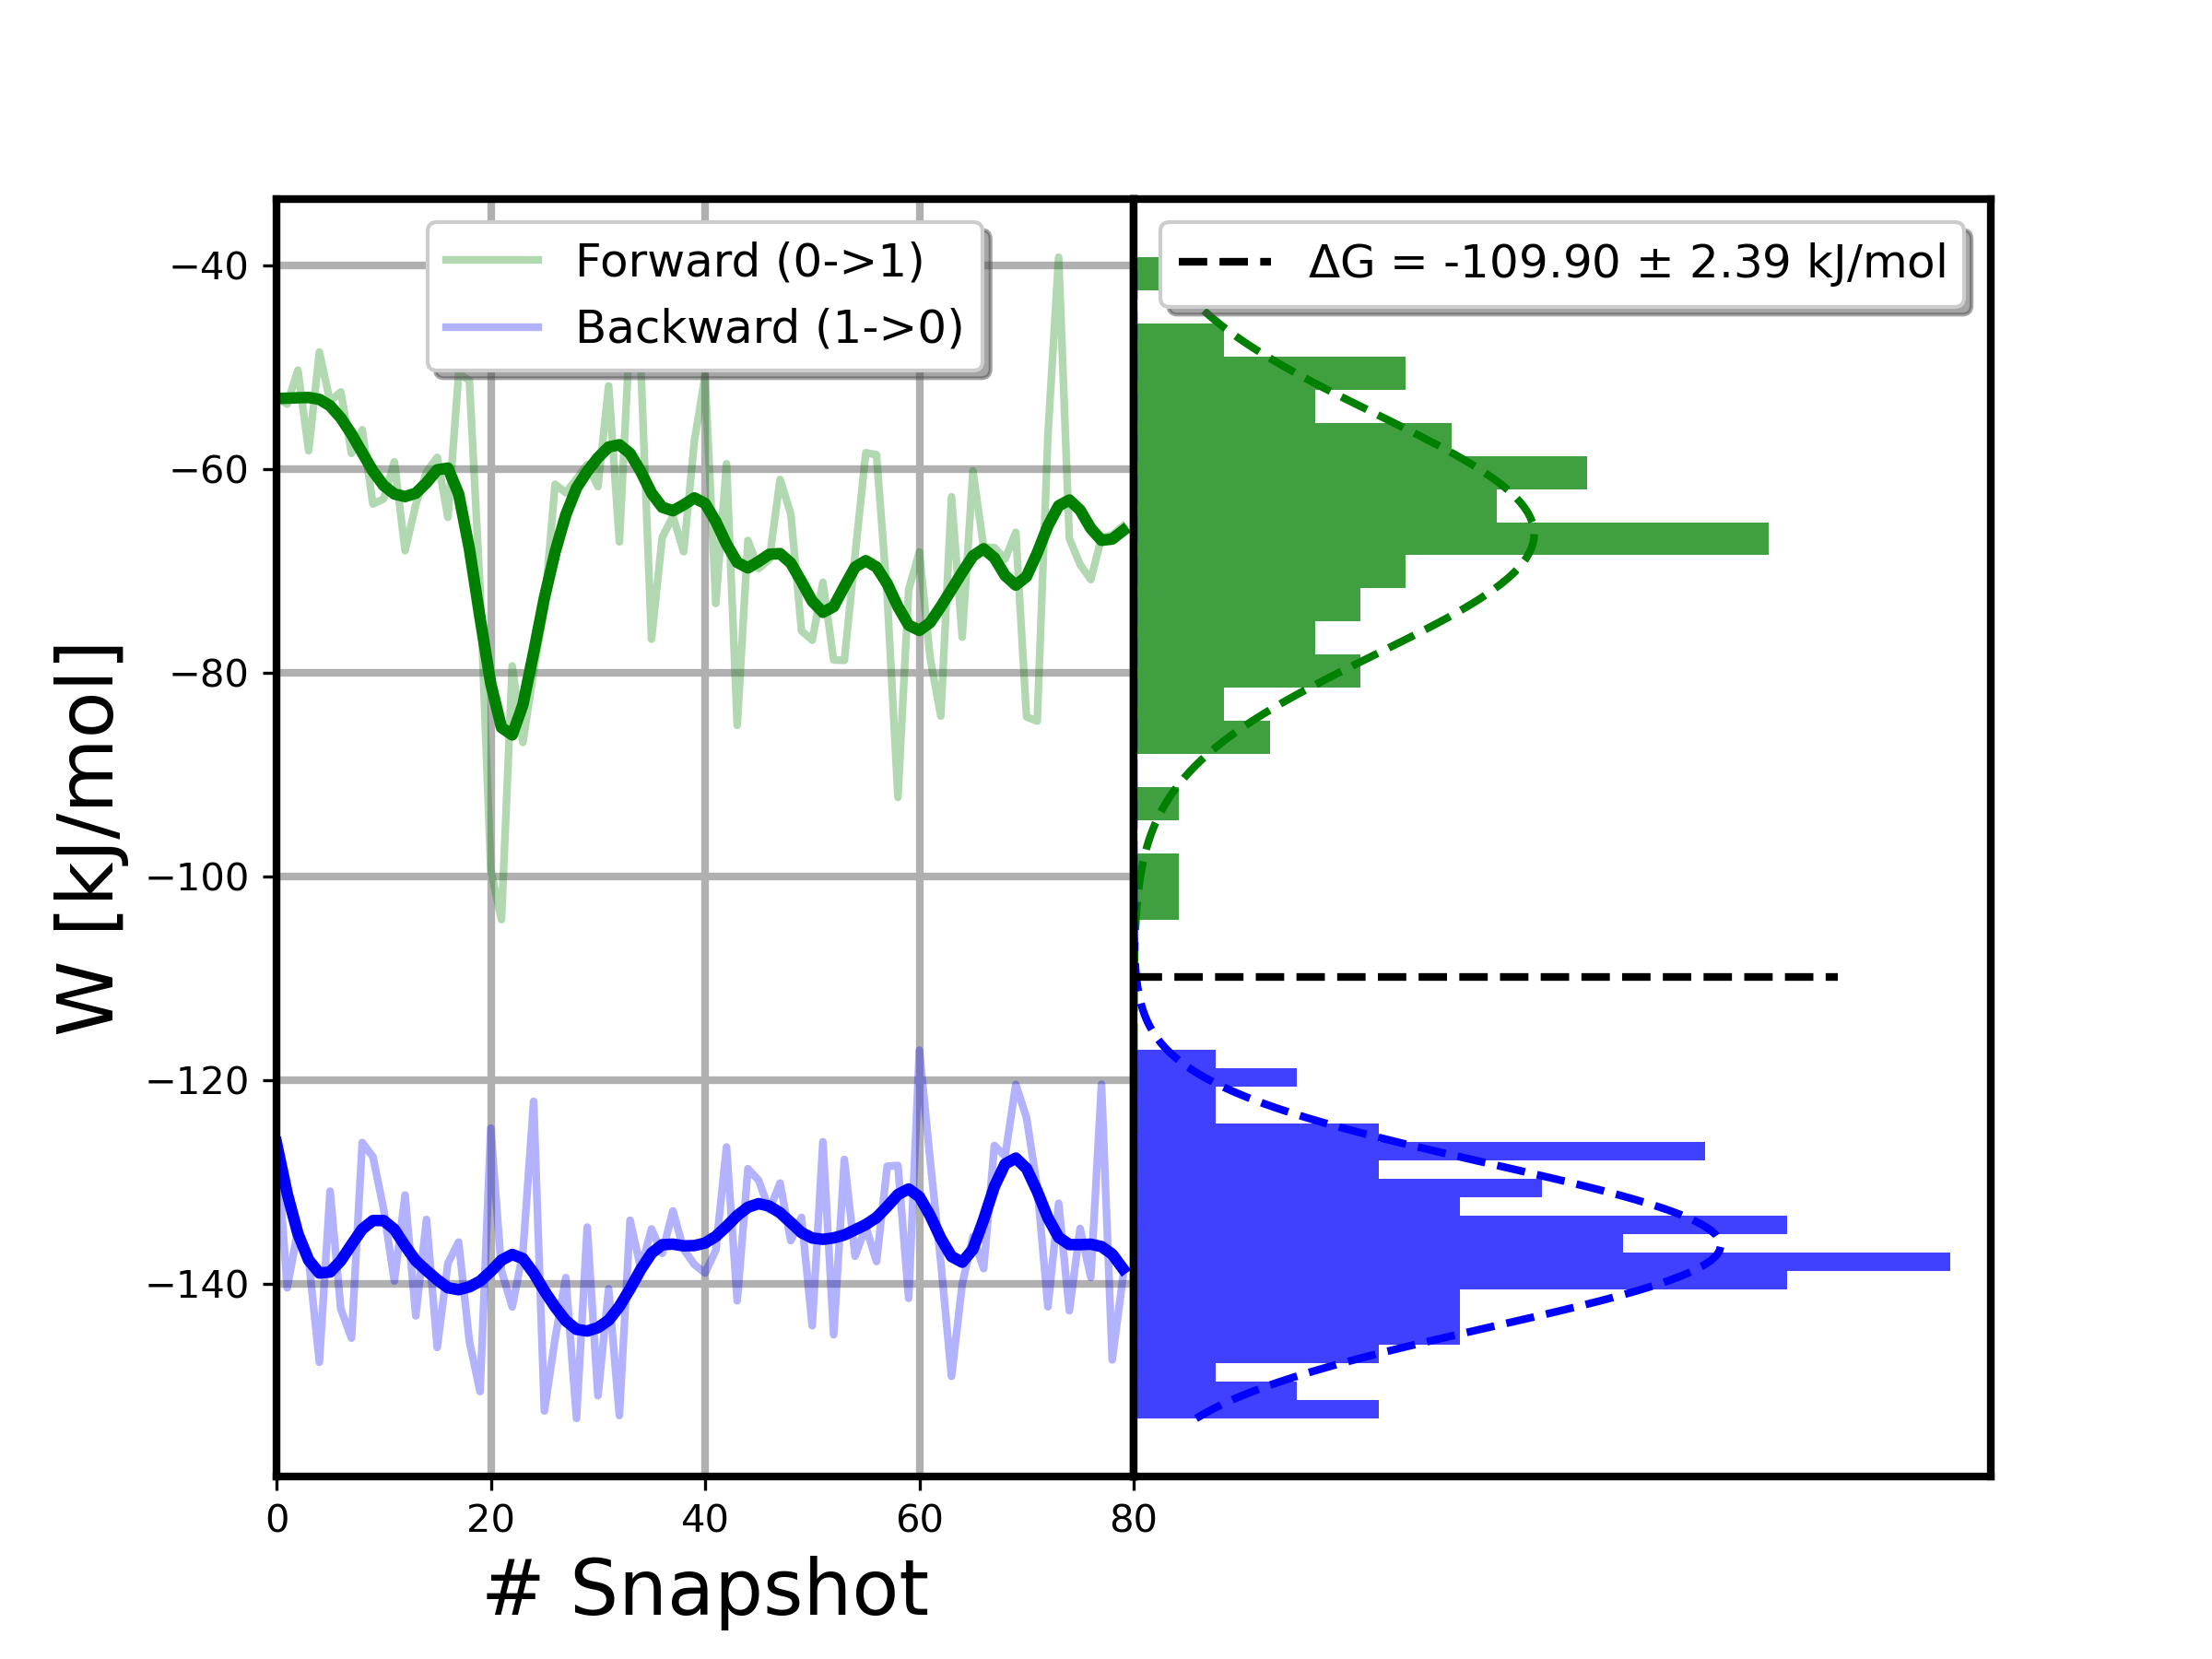 Forward (0->1)
Backward (1->0)
ΔG = -109.90 ± 2.39 kJ/mol
W [kJ/mol]
−40
−60
−80
−100
−120
−140
0 20 40 60 80
# Snapshot